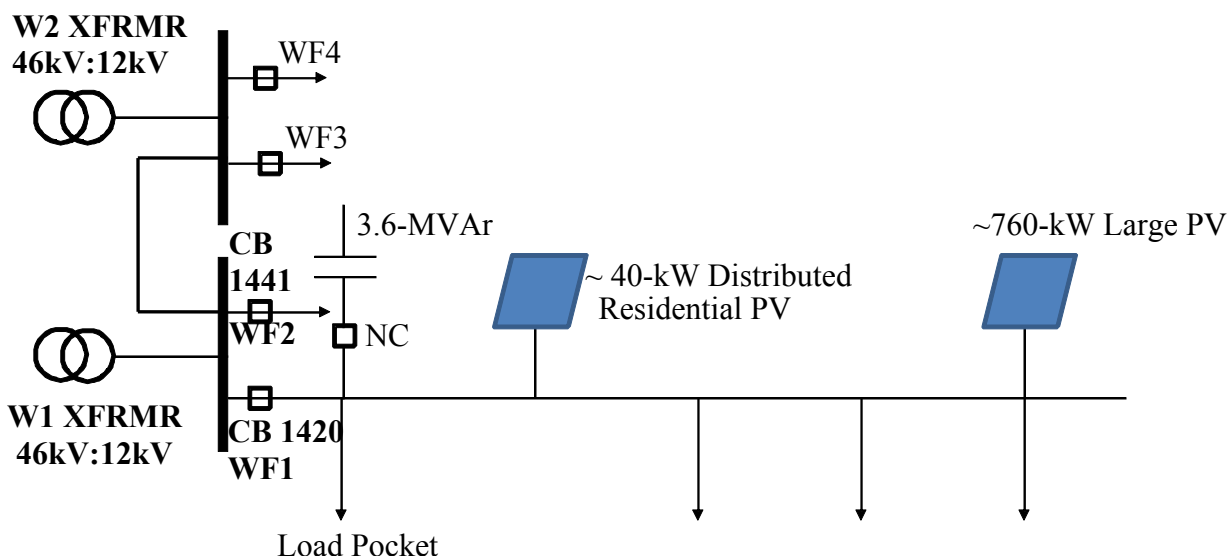 W2 XFRMR
46kV:12kV
WF4
WF3
3.6-MVAr
~760-kW Large PV
CB
1441
WF2
~ 40-kW Distributed
Residential PV
NC
W1 XFRMR
46kV:12kV
CB 1420
WF1
Load Pocket